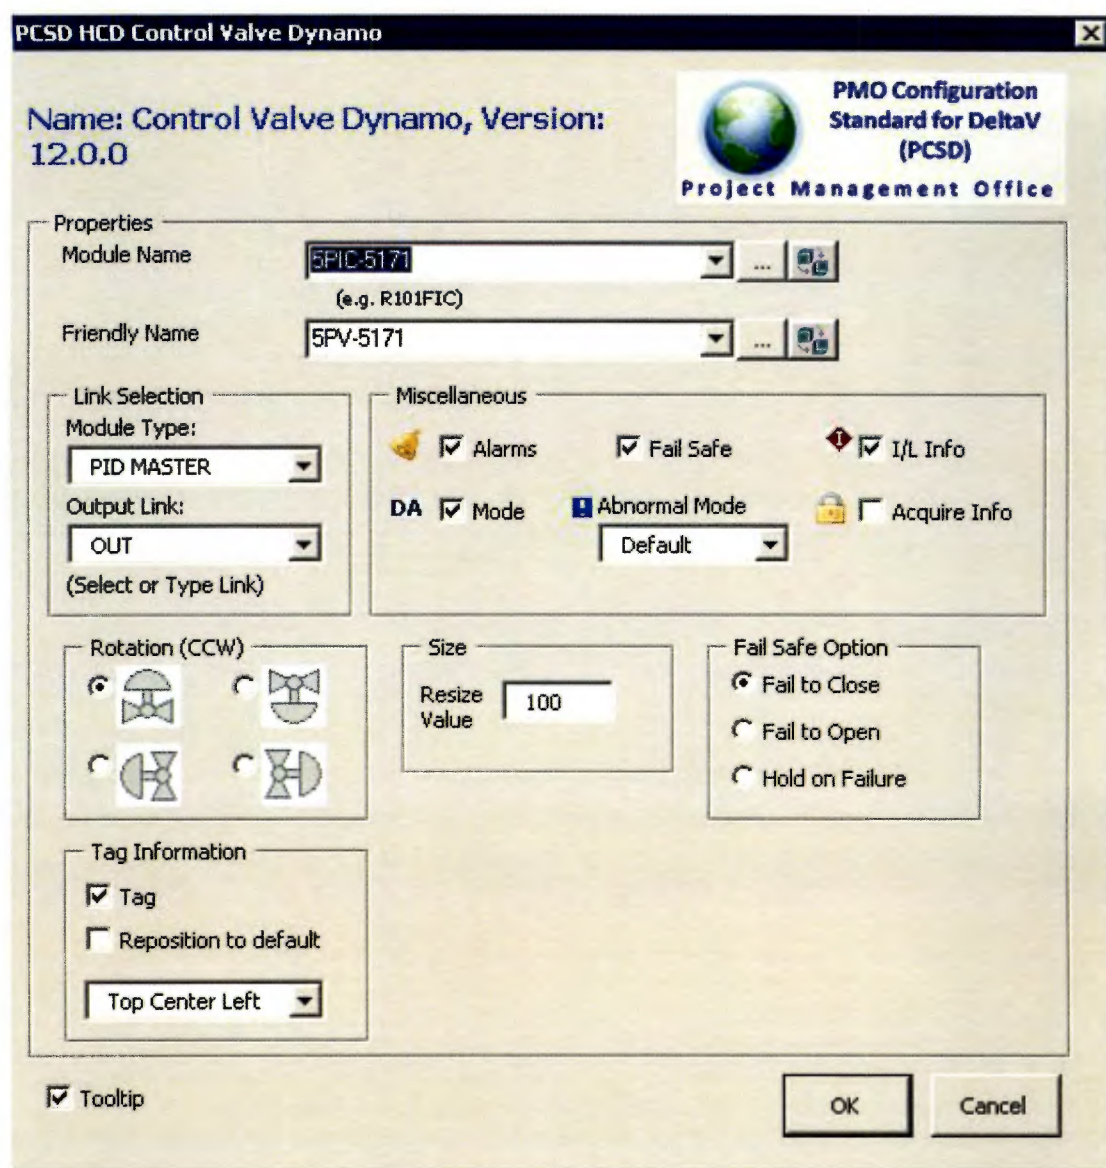 PCSD HCD Control Valve Dynamo
Name: Control Valve Dynamo, Version:
12.0.0
PMO Configuration
Standard for DeltaV
(PCSD)
Project Management Office
Properties
Module Name
5PIC-5171
...
(e.g. R101FIC)
Friendly Name
5PV-5171
...
Link Selection
Module Type:
PID MASTER
Output Link:
OUT
(Select or Type Link)
Miscellaneous
Alarms
Fail Safe
I
I/L Info
DA
Mode
! Abnormal Mode
Default
Acquire Info
Rotation (CCW)
Size
Resize
Value
100
Fail Safe Option
Fail to Close
Fail to Open
Hold on Failure
Tag Information
Tag
Reposition to default
Top Center Left
Tooltip
OK
Cancel